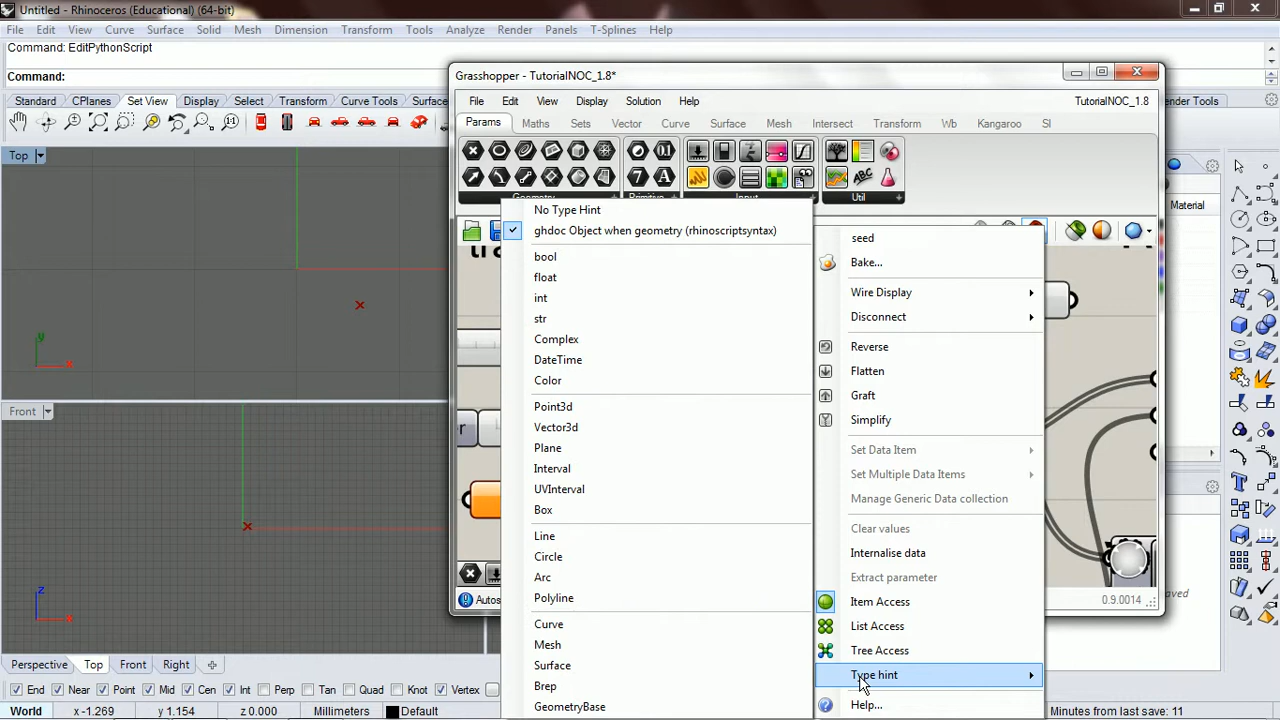 Untitled - Rhinoceros (Educational) (64-bit)
File Edit View Curve Surface Solid Mesh Dimension Transform Tools Analyze Render Panels T-Splines Help
Command: EditPythonScript
Command:
Standard CPlanes Set View Display Select Transform Curve Tools Surface
ender Tools
Top
Front
Material
Grasshopper - TutorialNOC_1.8*
File Edit View Display Solution Help
TutorialNOC_1.8
Params Maths Sets Vector Curve Surface Mesh Intersect Transform Wb Kangaroo SI
Input Util
No Type Hint
ghdoc Object when geometry (rhinoscriptsyntax)
bool
float
int
str
Complex
DateTime
Color
Point3d
Vector3d
Plane
Interval
UVInterval
Box
Line
Circle
Arc
Polyline
Curve
Mesh
Surface
Brep
GeometryBase
seed
Bake...
Wire Display
Disconnect
Reverse
Flatten
Graft
Simplify
Set Data Item
Set Multiple Data Items
Manage Generic Data collection
Clear values
Internalise data
Extract parameter
Item Access
List Access
Tree Access
Type hint
Help...
y
x
z
x
er
Autos
0.9.0014
aved
Perspective Top Front Right
End Near Point Mid Cen Int Perp Tan Quad Knot Vertex
World x -1.269 y 1.154 z 0.000 Millimeters Default
Minutes from last save: 11